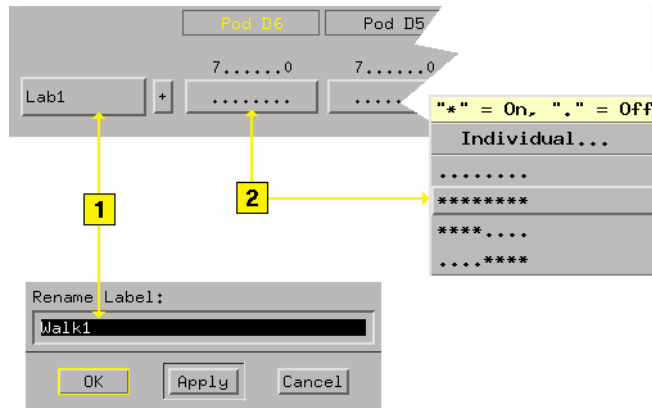 Pod D6 Pod D5
7......0 7......0
Lab1 + ........ .....
"*" = On, "." = Off
Individual...
........
********
****....
....****
1 2
Rename Label:
Walk1
OK Apply Cancel